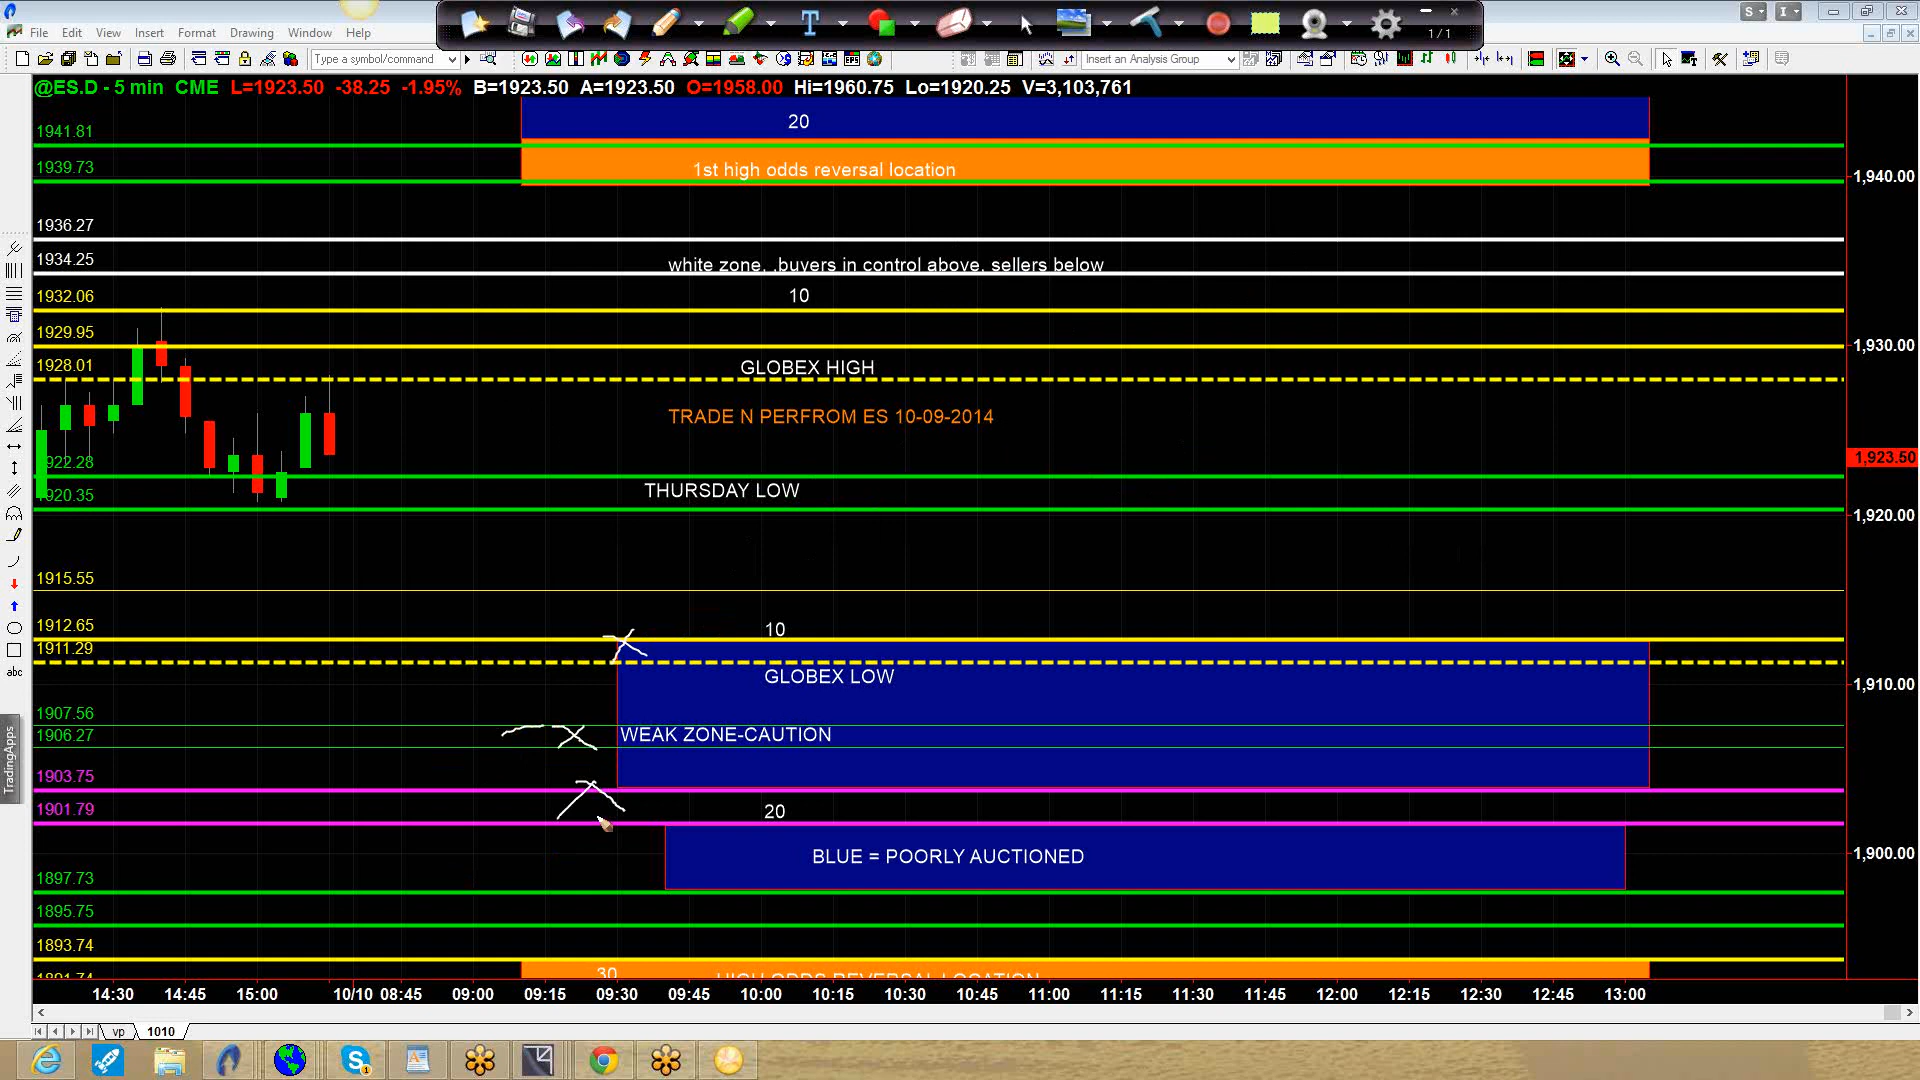 S I
File Edit View Insert Format Drawing Window Help
T
1/1
Type a symbol/command
Insert an Analysis Group
@ES.D - 5 min CME L=1923.50 -38.25 -1.95% B=1923.50 A=1923.50 O=1958.00 Hi=1960.75 Lo=1920.25 V=3,103,761
20
1941.81
1939.73
1st high odds reversal location
1,940.00
1936.27
1934.25
white zone, .buyers in control above, sellers below
1932.06
10
1929.95
1,930.00
1928.01
GLOBEX HIGH
TRADE N PERFROM ES 10-09-2014
1,923.50
1922.28
THURSDAY LOW
1920.35
1,920.00
1915.55
1912.65
10
1911.29
GLOBEX LOW
1,910.00
1907.56
1906.27
WEAK ZONE-CAUTION
1903.75
1901.79
20
BLUE = POORLY AUCTIONED
1,900.00
1897.73
1895.75
1893.74
1891.74
30
HIGH ODDS REVERSAL LOCATION
14:30 14:45 15:00 10/10 08:45 09:00 09:15 09:30 09:45 10:00 10:15 10:30 10:45 11:00 11:15 11:30 11:45 12:00 12:15 12:30 12:45 13:00
vp 1010
abc
TradingApps